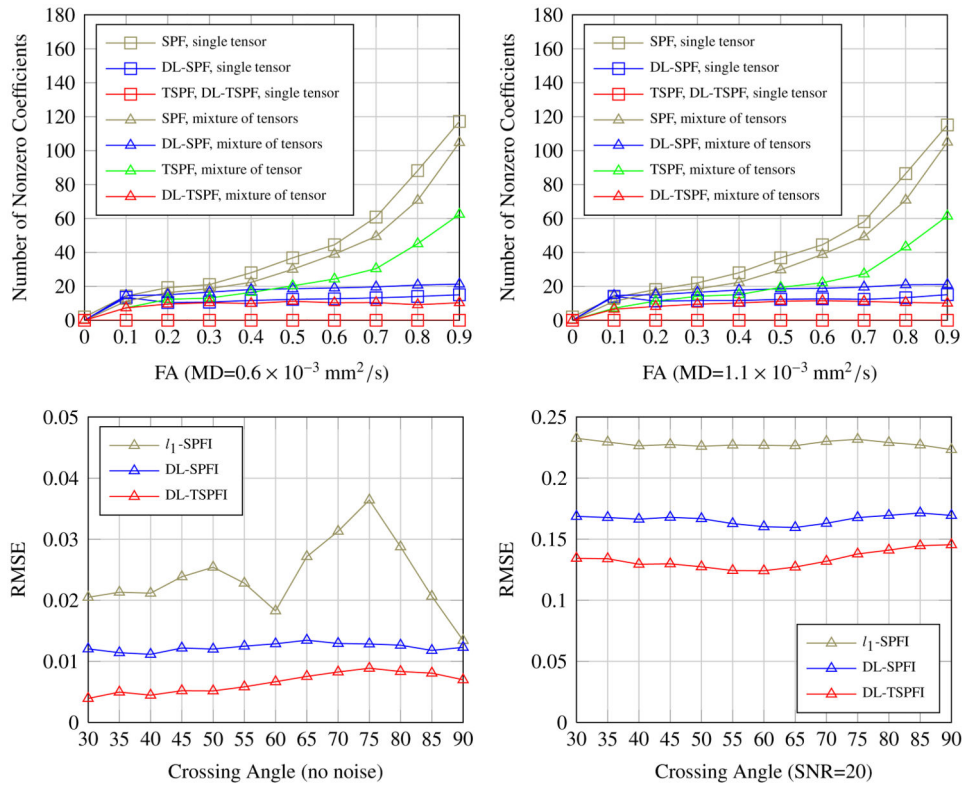 180
160
140
120
100
80
60
40
20
0
Number of Nonzero Coefficients
SPF, single tensor
DL-SPF, single tensor
TSPF, DL-TSPF, single tensor
SPF, mixture of tensors
DL-SPF, mixture of tensors
TSPF, mixture of tensors
DL-TSPF, mixture of tensor
0 0.1 0.2 0.3 0.4 0.5 0.6 0.7 0.8 0.9
FA (MD=0.6 × 10⁻³ mm²/s)
180
160
140
120
100
80
60
40
20
0
Number of Nonzero Coefficients
SPF, single tensor
DL-SPF, single tensor
TSPF, DL-TSPF, single tensor
SPF, mixture of tensors
DL-SPF, mixture of tensors
TSPF, mixture of tensors
DL-TSPF, mixture of tensors
0 0.1 0.2 0.3 0.4 0.5 0.6 0.7 0.8 0.9
FA (MD=1.1 × 10⁻³ mm²/s)
0.05
0.04
0.03
0.02
0.01
0
RMSE
l₁-SPFI
DL-SPFI
DL-TSPFI
30 35 40 45 50 55 60 65 70 75 80 85 90
Crossing Angle (no noise)
0.25
0.2
0.15
0.1
0.05
0
RMSE
l₁-SPFI
DL-SPFI
DL-TSPFI
30 35 40 45 50 55 60 65 70 75 80 85 90
Crossing Angle (SNR=20)